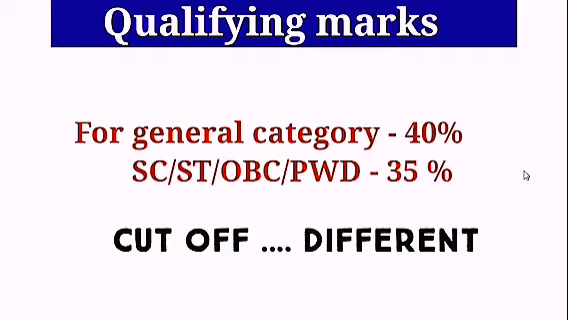 Qualifying marks
For general category - 40%
SC/ST/OBC/PWD - 35 %
CUT OFF .... DIFFERENT